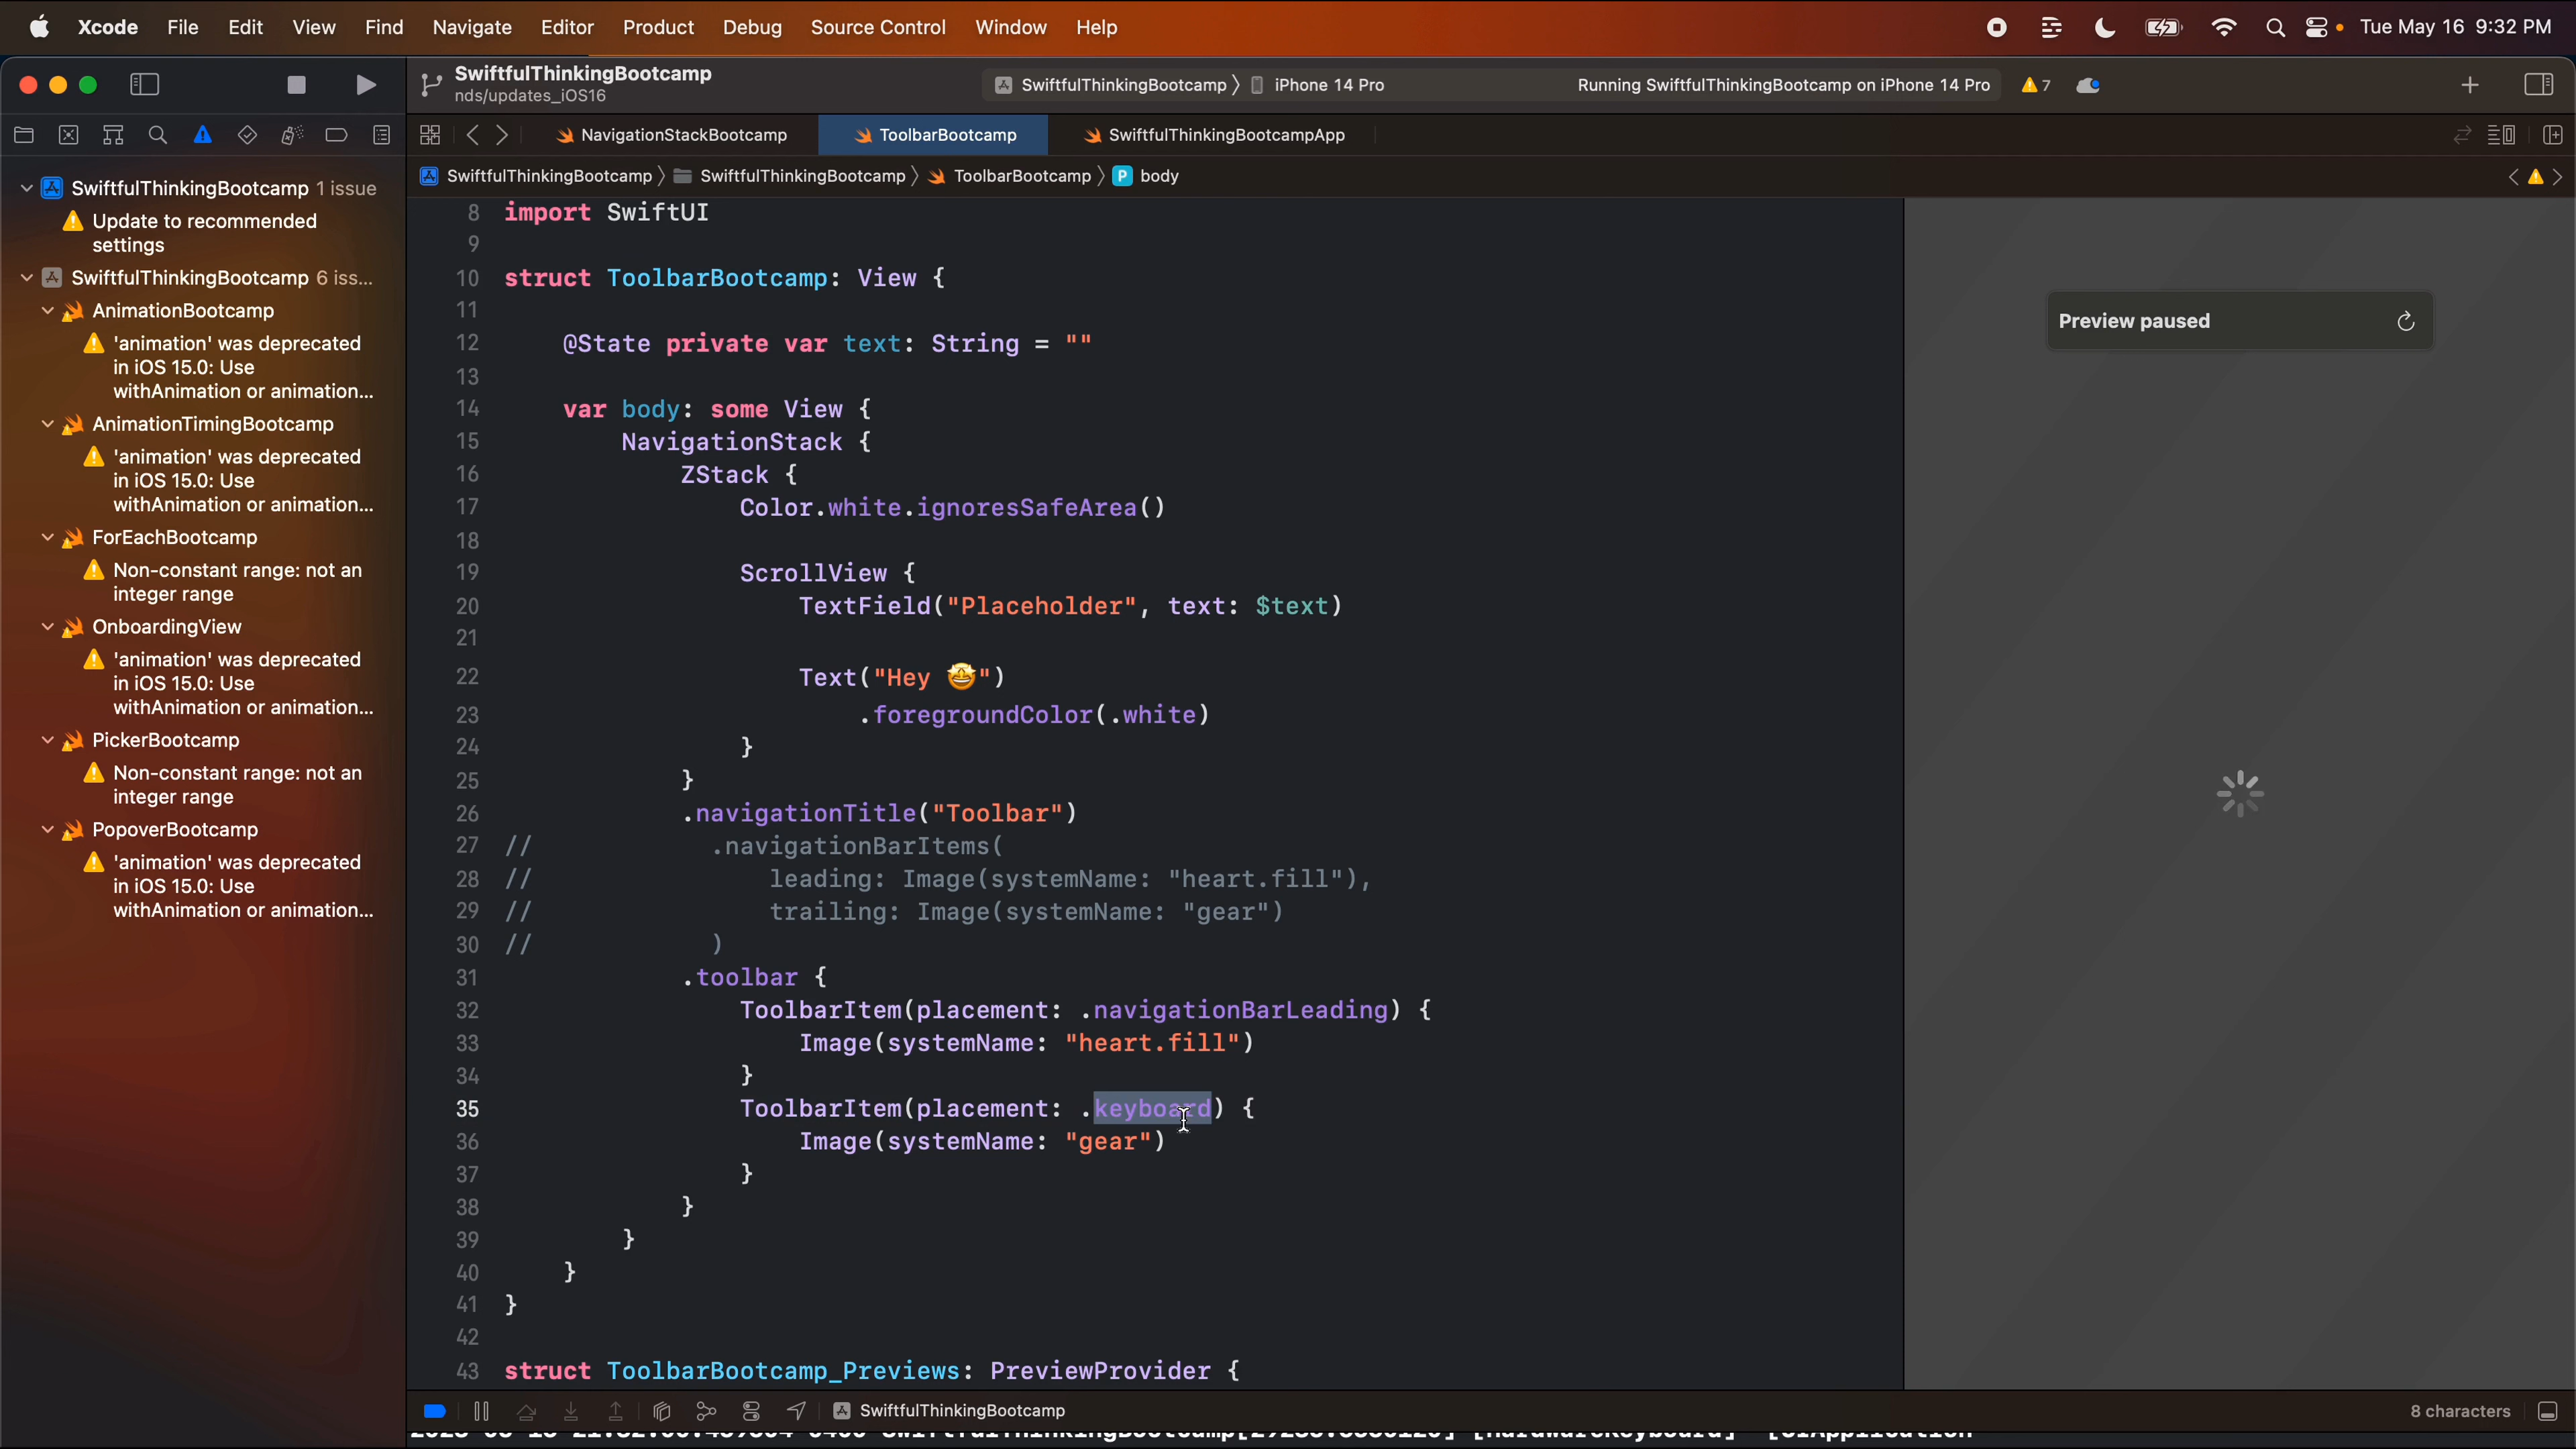 Xcode File Edit View Find Navigate Editor Product Debug Source Control Window Help Tue May 16 9:32 PM
SwiftfulThinkingBootcamp
nds/updates_iOS16
SwiftfulThinkingBootcamp iPhone 14 Pro Running SwiftfulThinkingBootcamp on iPhone 14 Pro 7
NavigationStackBootcamp ToolbarBootcamp SwiftfulThinkingBootcampApp
SwiftfulThinkingBootcamp SwiftfulThinkingBootcamp ToolbarBootcamp P body
SwiftfulThinkingBootcamp 1 issue
Update to recommended
settings
SwiftfulThinkingBootcamp 6 iss...
AnimationBootcamp
'animation' was deprecated
in iOS 15.0: Use
withAnimation or animation...
AnimationTimingBootcamp
'animation' was deprecated
in iOS 15.0: Use
withAnimation or animation...
ForEachBootcamp
Non-constant range: not an
integer range
OnboardingView
'animation' was deprecated
in iOS 15.0: Use
withAnimation or animation...
PickerBootcamp
Non-constant range: not an
integer range
PopoverBootcamp
'animation' was deprecated
in iOS 15.0: Use
withAnimation or animation...
8 import SwiftUI
9
10 struct ToolbarBootcamp: View {
11
12 @State private var text: String = ""
13
14 var body: some View {
15 NavigationStack {
16 ZStack {
17 Color.white.ignoresSafeArea()
18
19 ScrollView {
20 TextField("Placeholder", text: $text)
21
22 Text("Hey 🤩")
23 .foregroundColor(.white)
24 }
25 }
26 .navigationTitle("Toolbar")
27 // .navigationBarItems(
28 // leading: Image(systemName: "heart.fill"),
29 // trailing: Image(systemName: "gear")
30 // )
31 .toolbar {
32 ToolbarItem(placement: .navigationBarLeading) {
33 Image(systemName: "heart.fill")
34 }
35 ToolbarItem(placement: .keyboard) {
36 Image(systemName: "gear")
37 }
38 }
39 }
40 }
41 }
42
43 struct ToolbarBootcamp_Previews: PreviewProvider {
Preview paused
SwiftfulThinkingBootcamp 8 characters